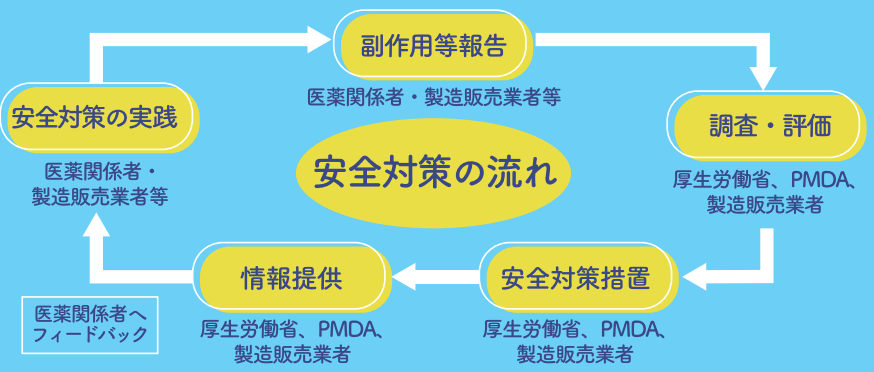 副作用等報告
医薬関係者・製造販売業者等
安全対策の実践
医薬関係者・
製造販売業者等
安全対策の流れ
調査・評価
厚生労働省、PMDA、
製造販売業者
情報提供
厚生労働省、PMDA、
製造販売業者
安全対策措置
厚生労働省、PMDA、
製造販売業者
医薬関係者へ
フィードバック